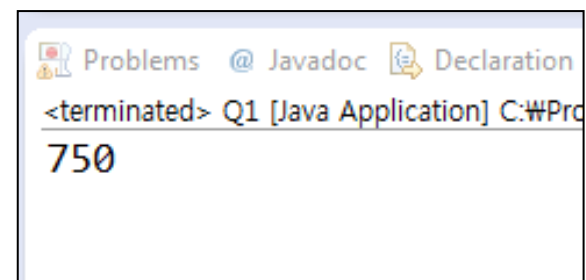 Problems @ Javadoc Declaration
<terminated> Q1 [Java Application] C:₩Pro
750